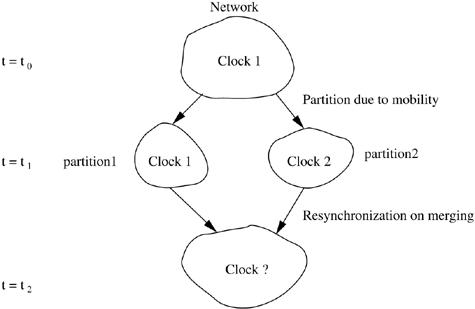 Network
t = t0
Clock 1
Partition due to mobility
t = t1
partition1
Clock 1
Clock 2
partition2
Resynchronization on merging
Clock ?
t = t2